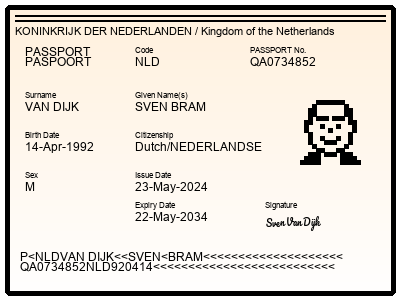 KONINKRIJK DER NEDERLANDEN / Kingdom of the Netherlands
PASSPORT Code PASSPORT No.
PASPOORT NLD QA0734852
Surname Given Name(s)
VAN DIJK SVEN BRAM
Birth Date Citizenship
14-Apr-1992 Dutch/NEDERLANDSE
Sex Issue Date
M 23-May-2024
Expiry Date Signature
22-May-2034 Sven Van Dijk
P<NLDVAN DIJK<<SVEN<BRAM<<<<<<<<<<<<<<<<<<<<
QA0734852NLD920414<<<<<<<<<<<<<<<<<<<<<<<<<<